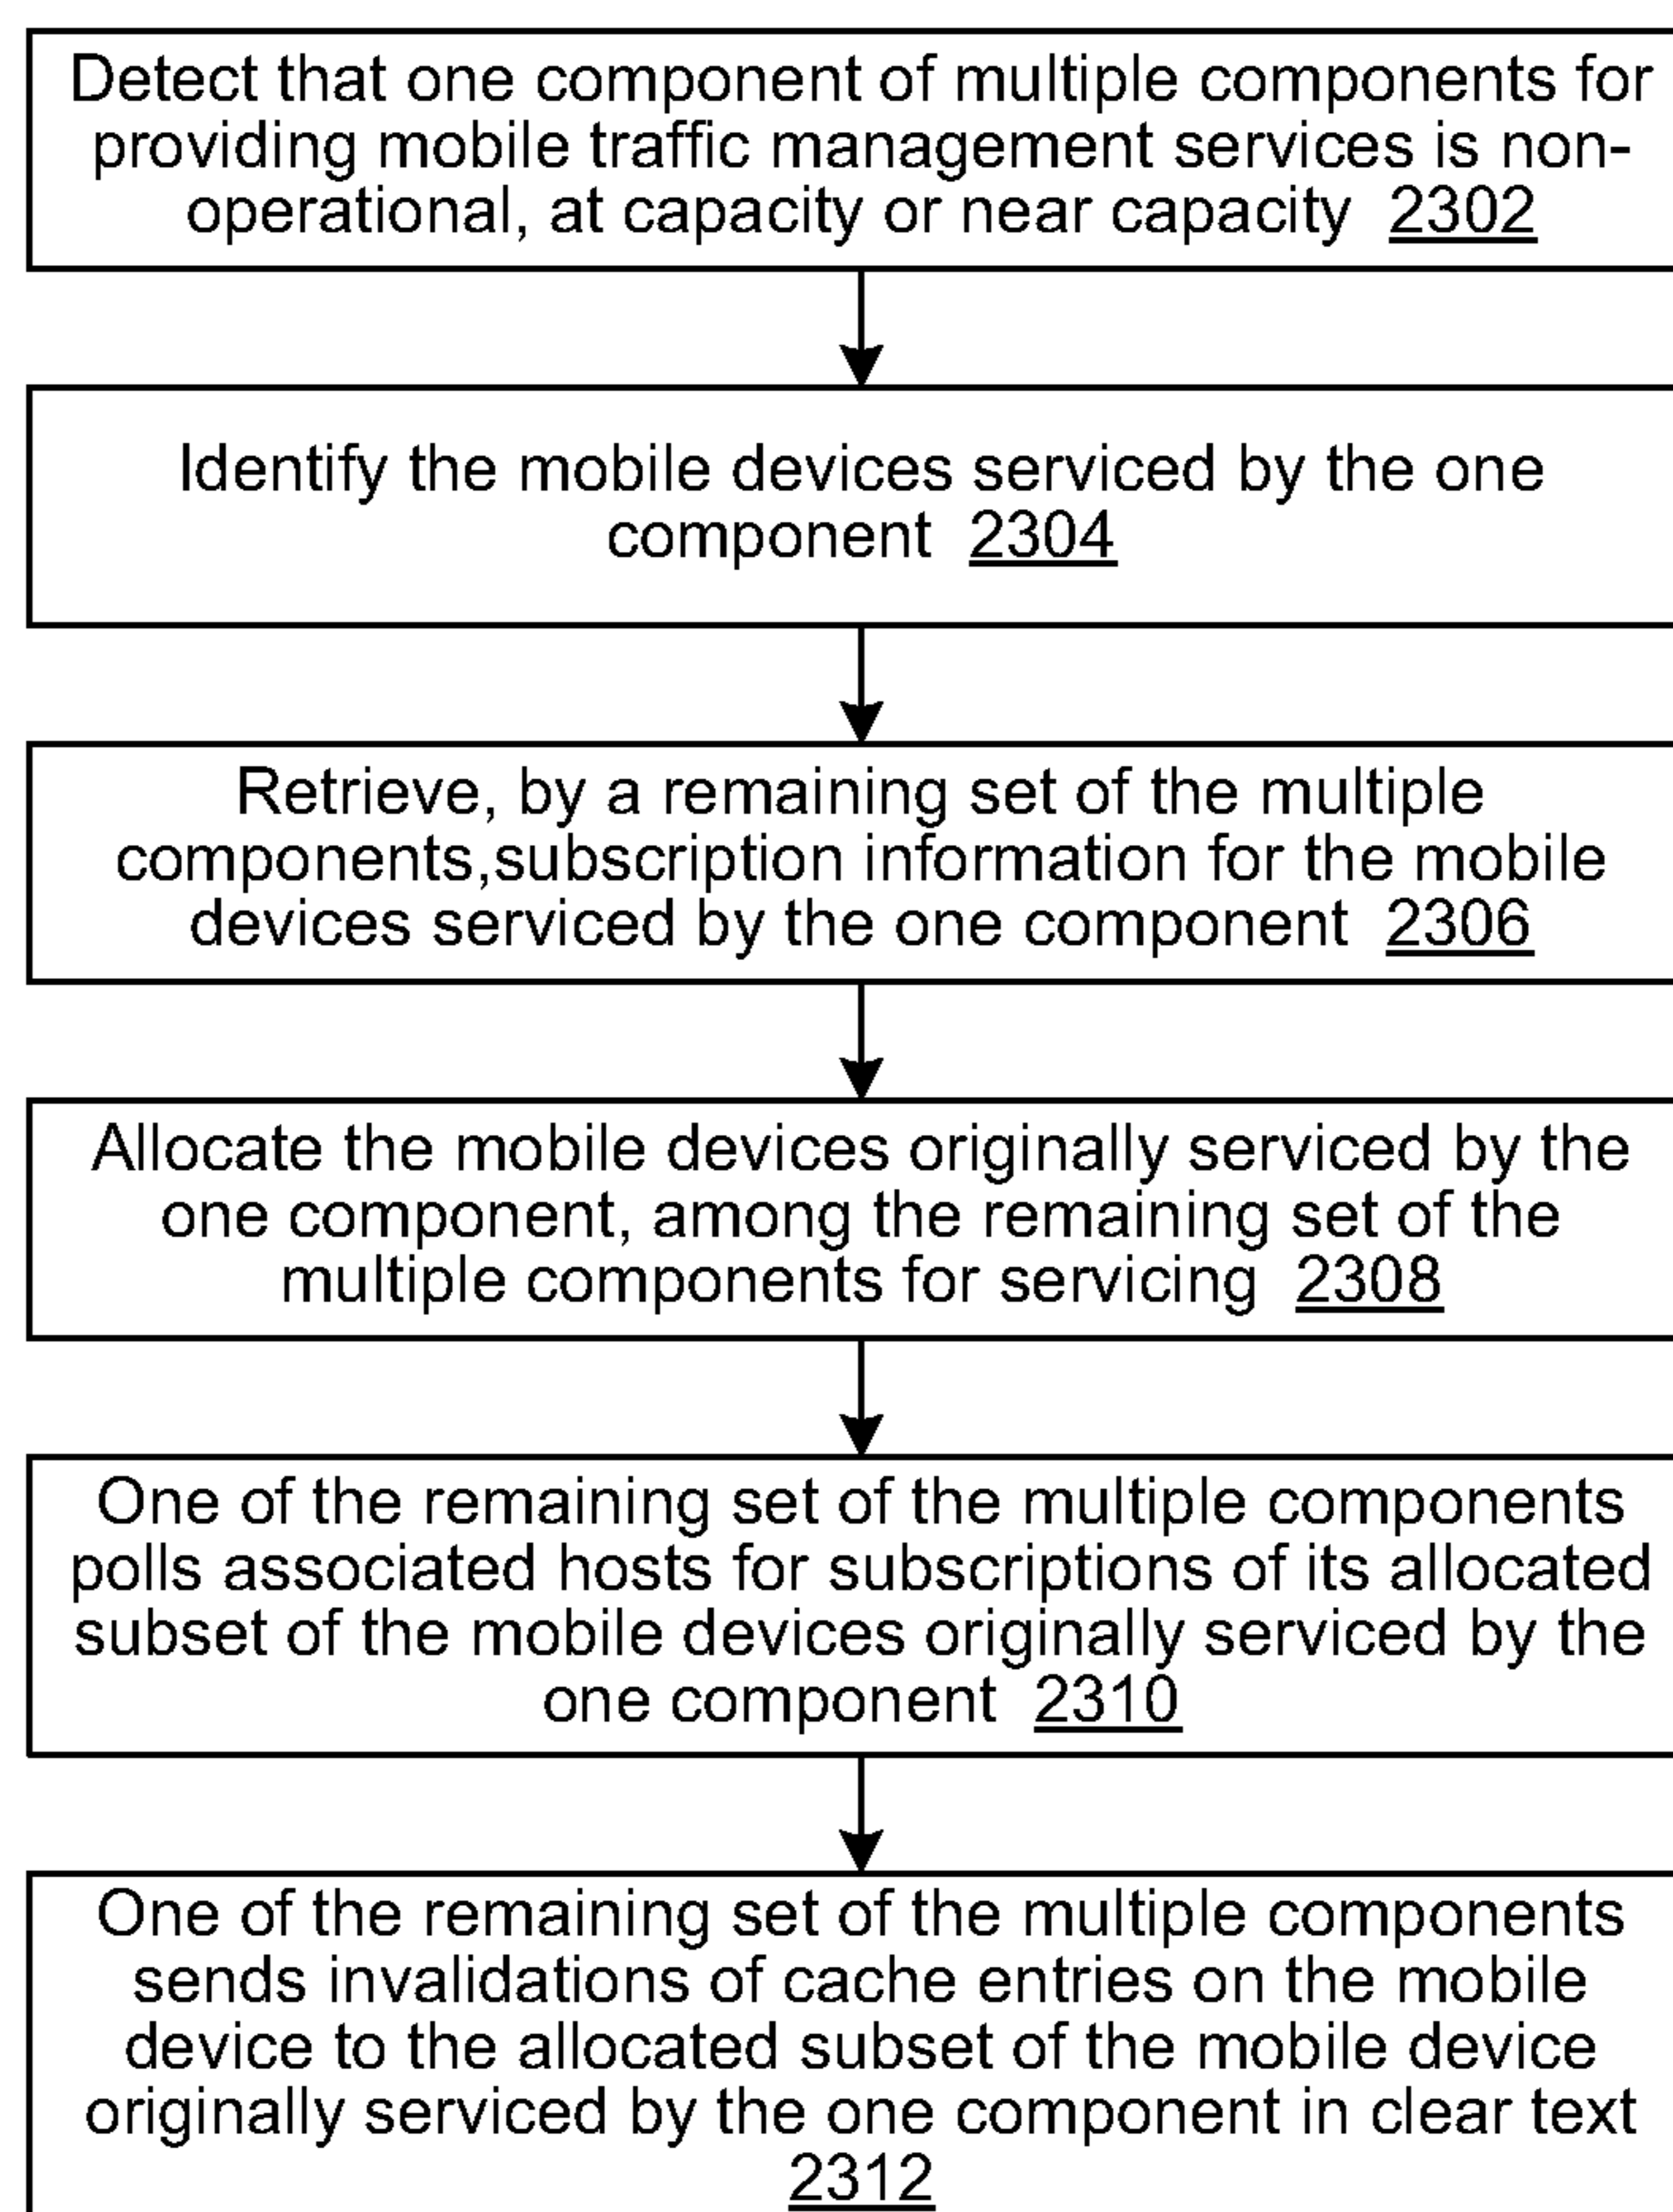 Detect that one component of multiple components for
providing mobile traffic management services is non-
operational, at capacity or near capacity 2302
Identify the mobile devices serviced by the one
component 2304
Retrieve, by a remaining set of the multiple
components,subscription information for the mobile
devices serviced by the one component 2306
Allocate the mobile devices originally serviced by the
one component, among the remaining set of the
multiple components for servicing 2308
One of the remaining set of the multiple components
polls associated hosts for subscriptions of its allocated
subset of the mobile devices originally serviced by the
one component 2310
One of the remaining set of the multiple components
sends invalidations of cache entries on the mobile
device to the allocated subset of the mobile device
originally serviced by the one component in clear text
2312